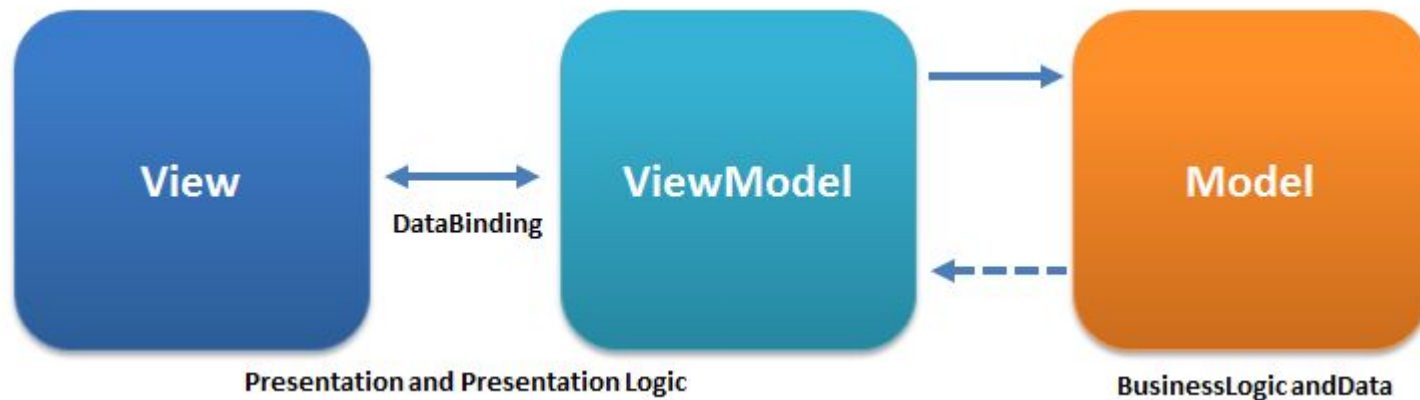 View
ViewModel
Model
DataBinding
Presentation and Presentation Logic
BusinessLogic andData